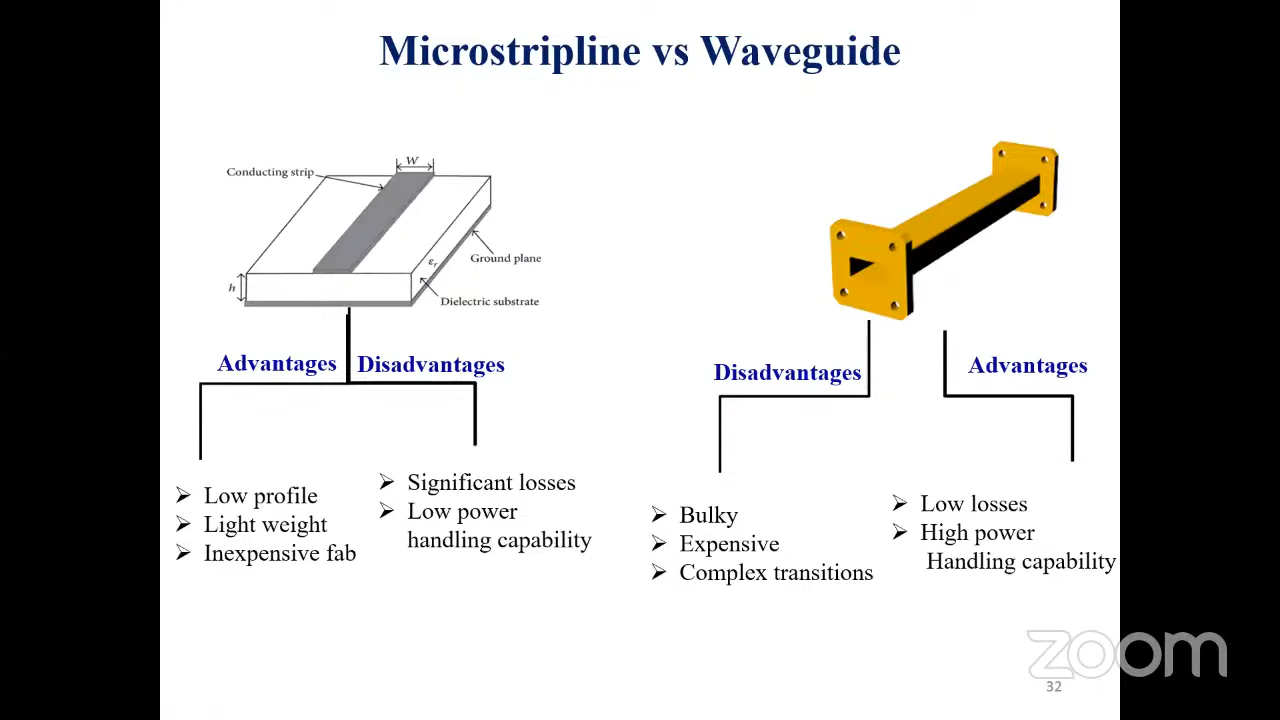 Microstripline vs Waveguide
W
Conducting strip
εr
Ground plane
h
Dielectric substrate
Advantages
Disadvantages
➢ Low profile
➢ Light weight
➢ Inexpensive fab
➢ Significant losses
➢ Low power
handling capability
Disadvantages
Advantages
➢ Bulky
➢ Expensive
➢ Complex transitions
➢ Low losses
➢ High power
Handling capability
zoom
32